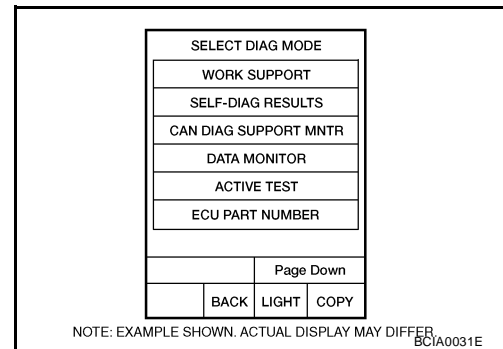 SELECT DIAG MODE
WORK SUPPORT
SELF-DIAG RESULTS
CAN DIAG SUPPORT MNTR
DATA MONITOR
ACTIVE TEST
ECU PART NUMBER
Page Down
BACK LIGHT COPY
NOTE: EXAMPLE SHOWN. ACTUAL DISPLAY MAY DIFFER.
BCIA0031E